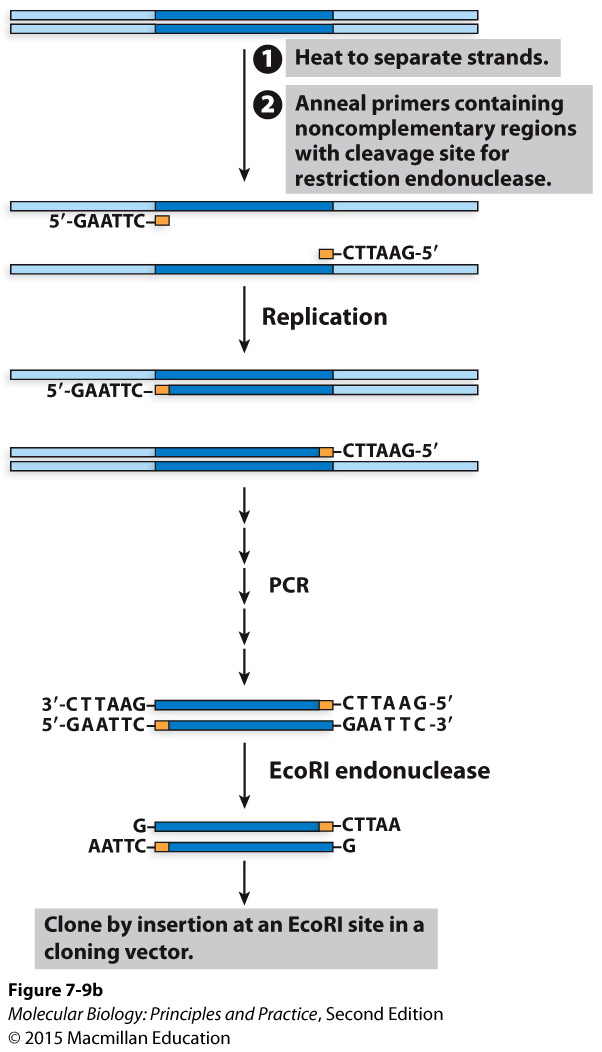 1 Heat to separate strands.
2 Anneal primers containing
noncomplementary regions
with cleavage site for
restriction endonuclease.
5′-GAATTC
CTTAAG-5′
Replication
5′-GAATTC
CTTAAG-5′
PCR
3′-CTTAAG CTTAAG-5′
5′-GAATTC GAATTC-3′
EcoRI endonuclease
G CTTAA
AATTC G
Clone by insertion at an EcoRI site in a
cloning vector.
Figure 7-9b
Molecular Biology: Principles and Practice, Second Edition
© 2015 Macmillan Education